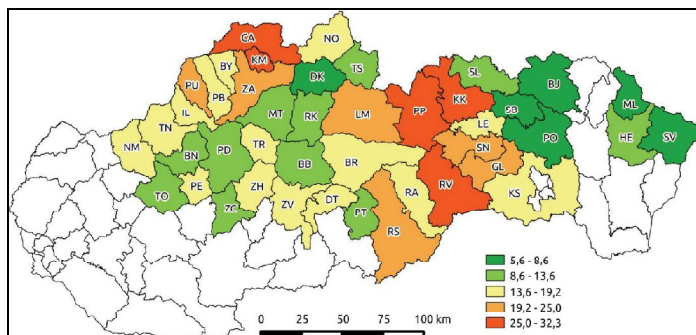 CA
NO
KM
BY
TS
SL
DK
BJ
PU
ZA
PB
PP
KK
ML
SB
IL
MT
RK
LM
LE
PO
HE
SV
TN
NM
TR
SN
BN
PD
BB
BR
GL
PE
ZH
RA
RV
KS
TO
ZC
ZV
DT
PT
RS
5,6 - 8,6
8,6 - 13,6
13,6 - 19,2
19,2 - 25,0
25,0 - 32,3
0 25 50 75 100 km